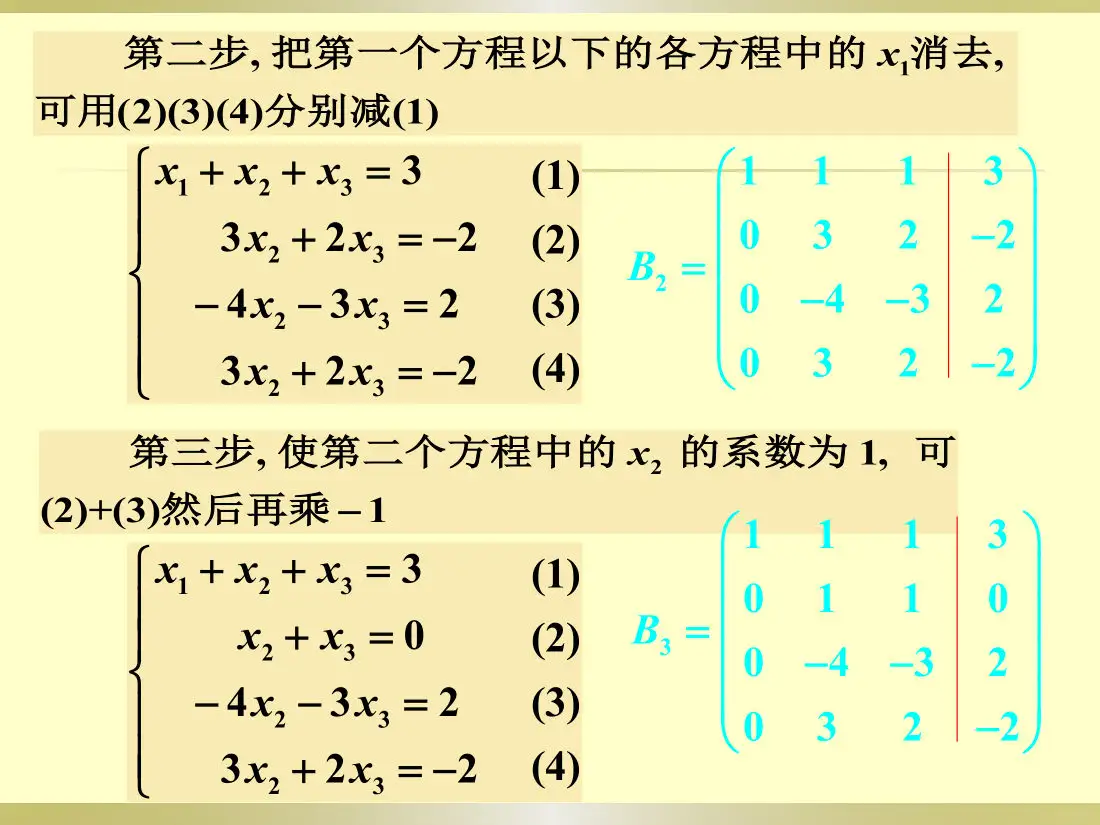 第二步, 把第一个方程以下的各方程中的 x₁消去,
可用(2)(3)(4)分别减(1)
x₁ + x₂ + x₃ = 3 (1)
3x₂ + 2x₃ = −2 (2)
− 4x₂ − 3x₃ = 2 (3)
3x₂ + 2x₃ = −2 (4)
B₂ =
1 1 1 3
0 3 2 −2
0 −4 −3 2
0 3 2 −2
第三步, 使第二个方程中的 x₂ 的系数为 1, 可
(2)+(3)然后再乘 − 1
x₁ + x₂ + x₃ = 3 (1)
x₂ + x₃ = 0 (2)
− 4x₂ − 3x₃ = 2 (3)
3x₂ + 2x₃ = −2 (4)
B₃ =
1 1 1 3
0 1 1 0
0 −4 −3 2
0 3 2 −2